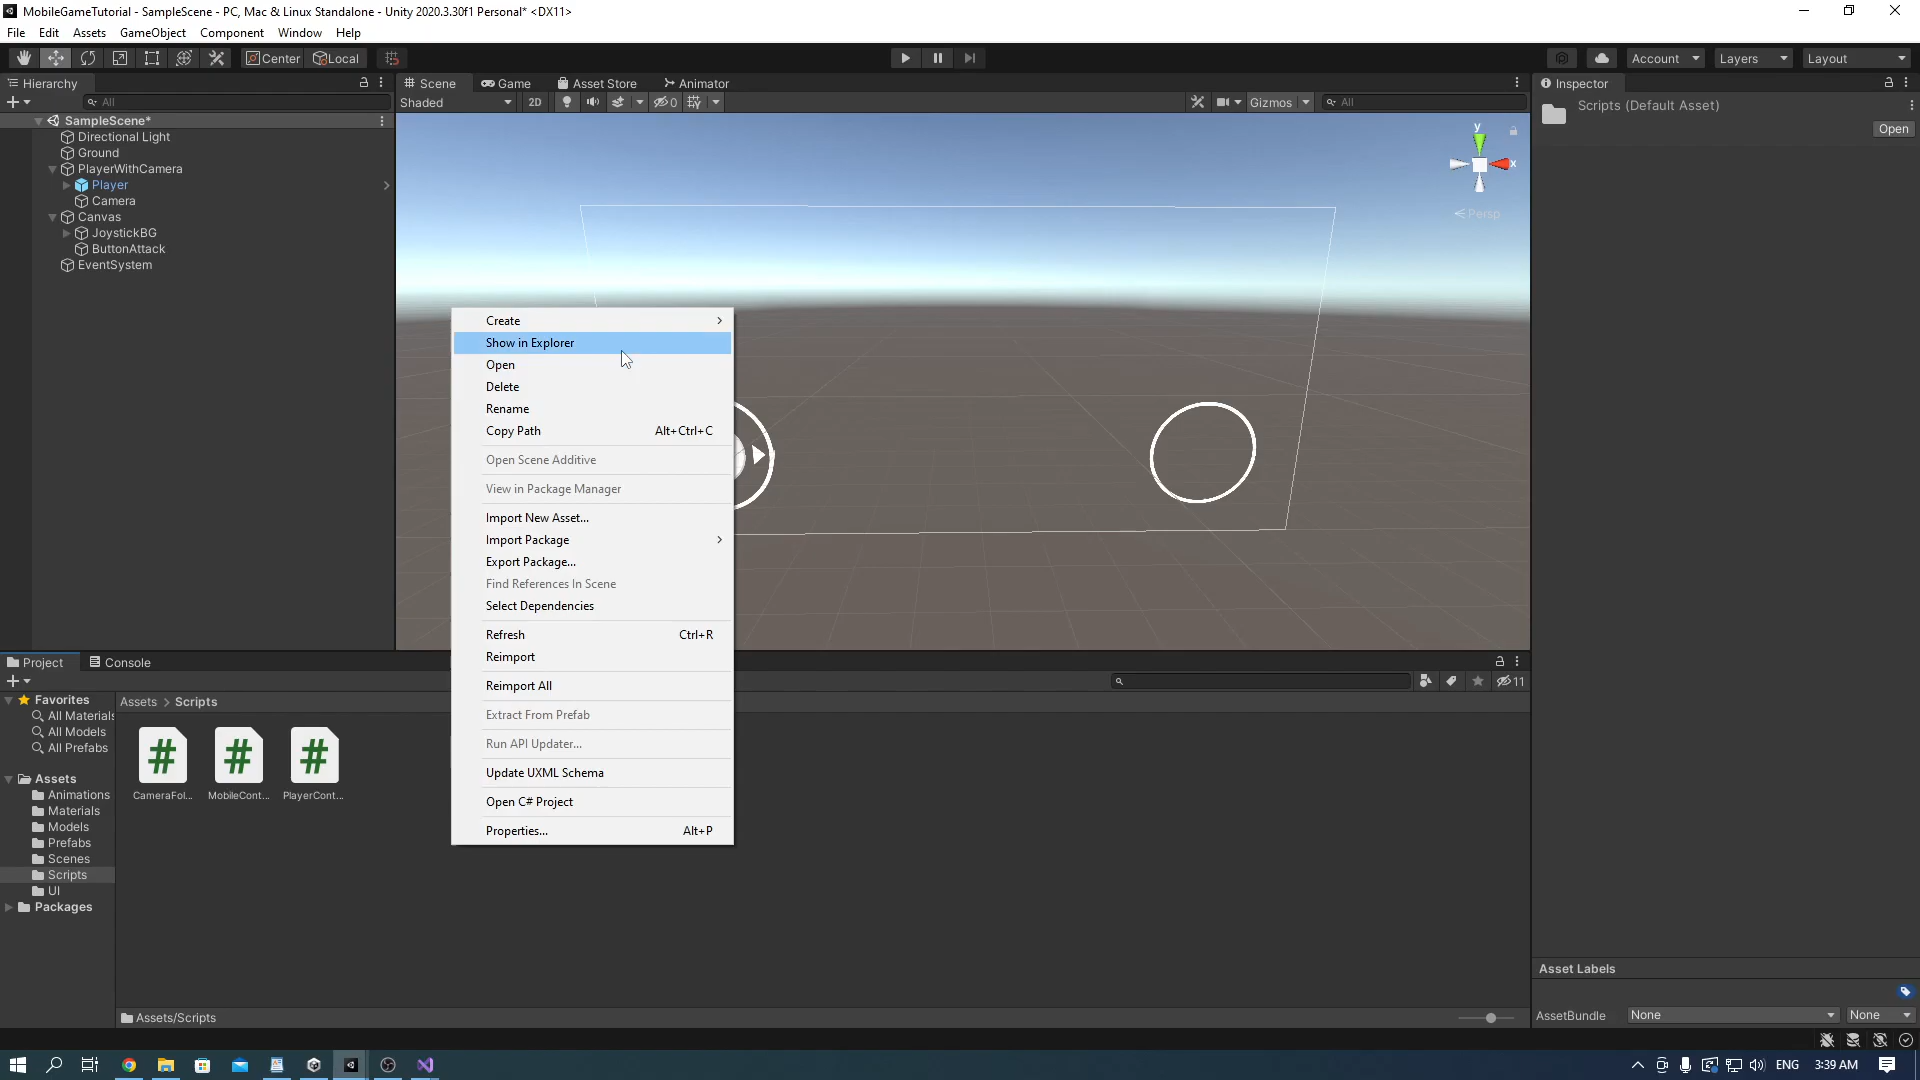 MobileGameTutorial - SampleScene - PC, Mac & Linux Standalone - Unity 2020.3.30f1 Personal* <DX11>
File Edit Assets GameObject Component Window Help
Center Local Account Layers Layout
Hierarchy
All
SampleScene*
Directional Light
Ground
PlayerWithCamera
Player
Camera
Canvas
JoystickBG
ButtonAttack
EventSystem
Scene Game Asset Store Animator
Shaded 2D 0 Gizmos All
y
x
Persp
Create
Show in Explorer
Open
Delete
Rename
Copy Path Alt+Ctrl+C
Open Scene Additive
View in Package Manager
Import New Asset...
Import Package
Export Package...
Find References In Scene
Select Dependencies
Refresh Ctrl+R
Reimport
Reimport All
Extract From Prefab
Run API Updater...
Update UXML Schema
Open C# Project
Properties... Alt+P
Inspector
Scripts (Default Asset)
Open
Project Console
11
Favorites
All Materials
All Models
All Prefabs
Assets
Animations
Materials
Models
Prefabs
Scenes
Scripts
UI
Packages
Assets > Scripts
# # #
CameraFol... MobileCont... PlayerCont...
Assets/Scripts
Asset Labels
AssetBundle None None
ENG 3:39 AM